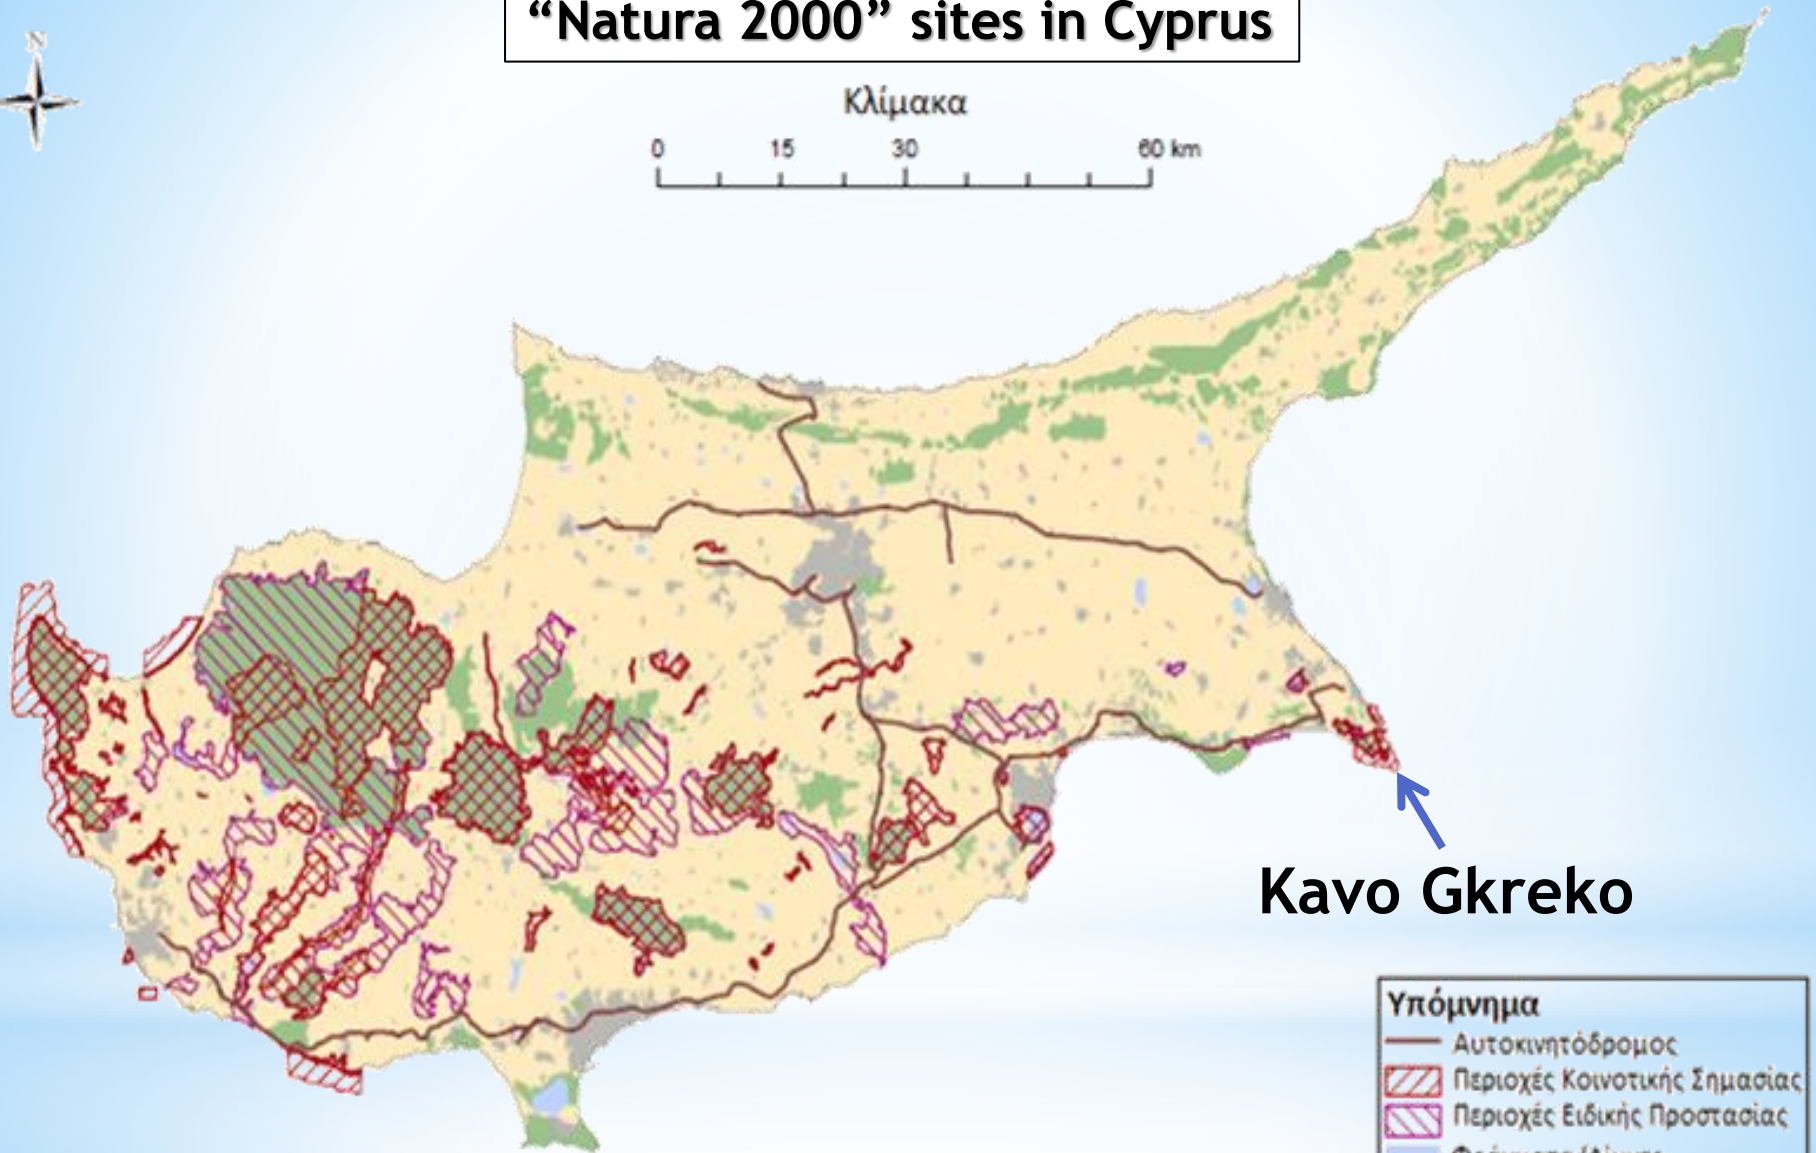 “Natura 2000” sites in Cyprus
N
Κλίμακα
0 15 30 60 km
Kavo Gkreko
Υπόμνημα
Αυτοκινητόδρομος
Περιοχές Κοινοτικής Σημασίας
Περιοχές Ειδικής Προστασίας